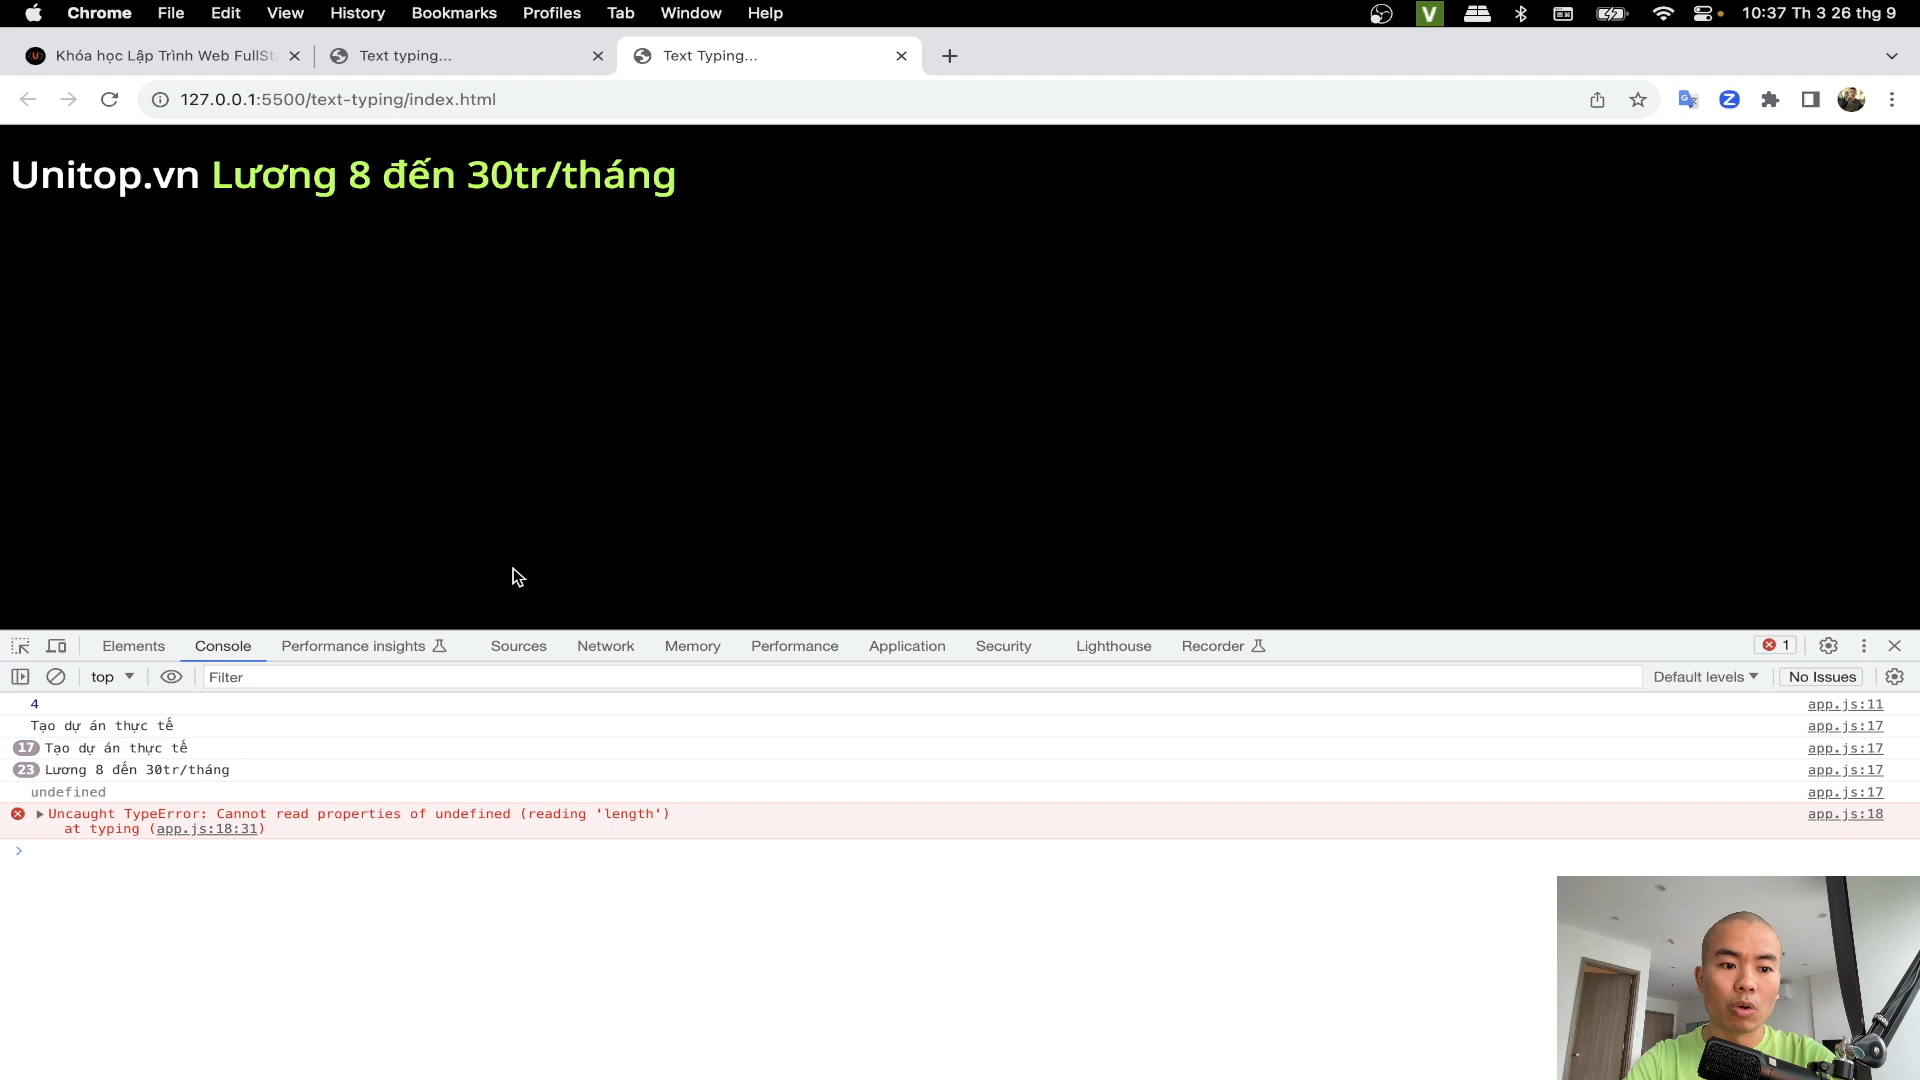 Chrome File Edit View History Bookmarks Profiles Tab Window Help V 10:37 Th 3 26 thg 9
Khóa học Lập Trình Web FullSt Text typing... Text Typing...
127.0.0.1:5500/text-typing/index.html
Unitop.vn Lương 8 đến 30tr/tháng
Elements Console Performance insights Sources Network Memory Performance Application Security Lighthouse Recorder 1
top Filter Default levels No Issues
4 app.js:11
Tạo dự án thực tế app.js:17
17 Tạo dự án thực tế app.js:17
23 Lương 8 đến 30tr/tháng app.js:17
undefined app.js:17
Uncaught TypeError: Cannot read properties of undefined (reading 'length') app.js:18
at typing (app.js:18:31)